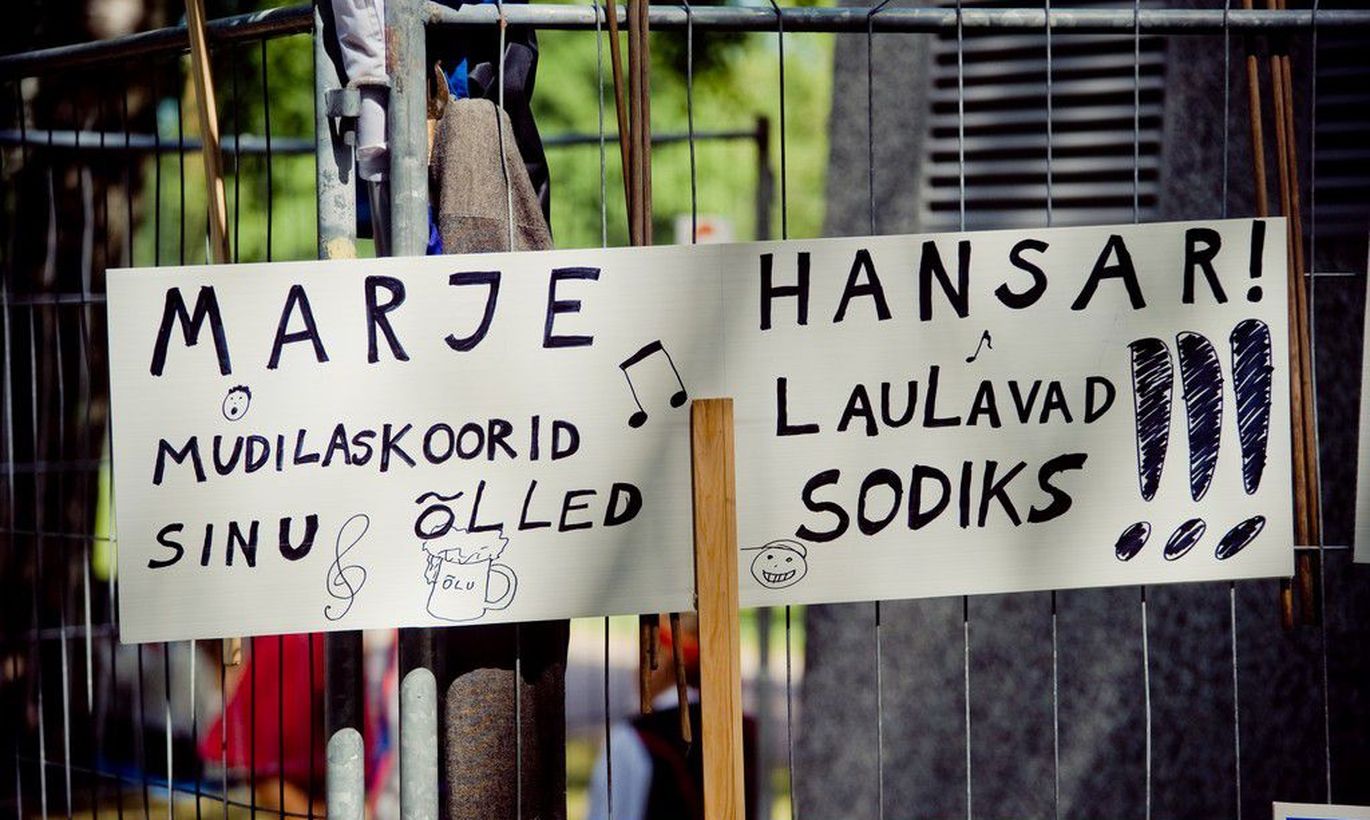 MARJE HANSAR!
MUDILASKOORID LAULAVAD
SINU ÕLLED SODIKS !!!
ÕLU